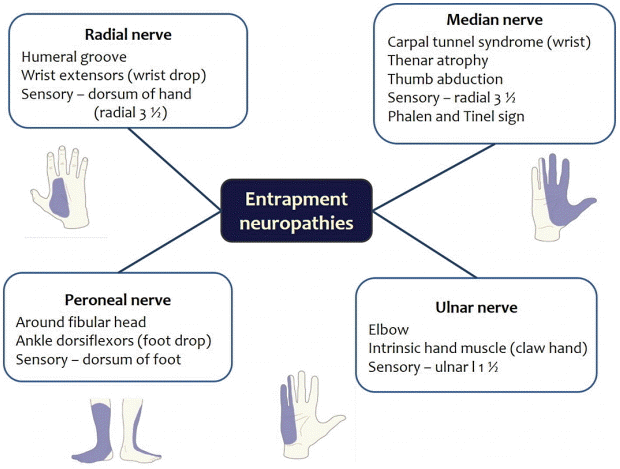 Radial nerve
Humeral groove
Wrist extensors (wrist drop)
Sensory – dorsum of hand
(radial 3 ½)
Median nerve
Carpal tunnel syndrome (wrist)
Thenar atrophy
Thumb abduction
Sensory – radial 3 ½
Phalen and Tinel sign
Entrapment
neuropathies
Peroneal nerve
Around fibular head
Ankle dorsiflexors (foot drop)
Sensory – dorsum of foot
Ulnar nerve
Elbow
Intrinsic hand muscle (claw hand)
Sensory – ulnar l 1 ½